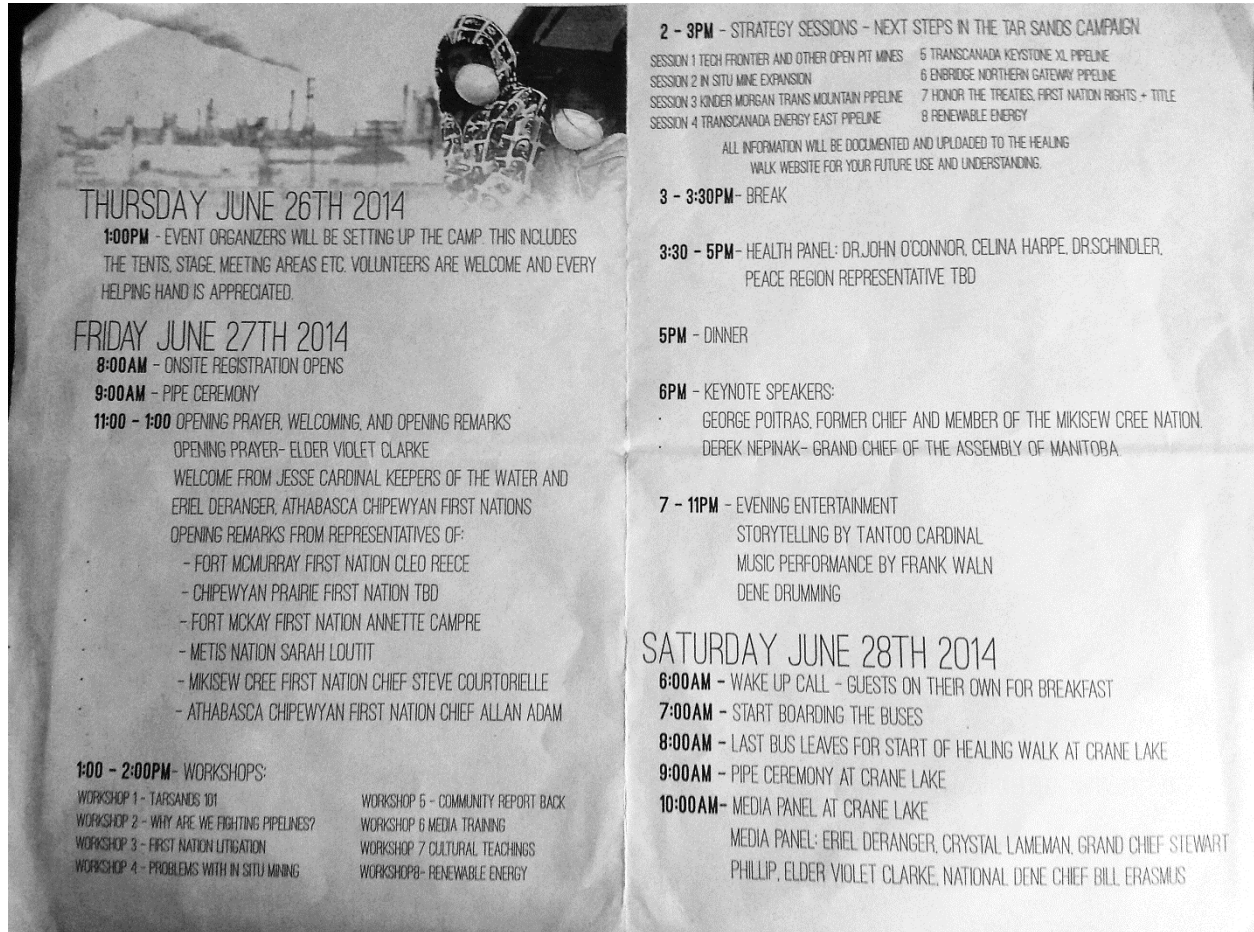 THURSDAY JUNE 26TH 2014
1:00PM - EVENT ORGANIZERS WILL BE SETTING UP THE CAMP. THIS INCLUDES
THE TENTS, STAGE, MEETING AREAS ETC. VOLUNTEERS ARE WELCOME AND EVERY
HELPING HAND IS APPRECIATED.
FRIDAY JUNE 27TH 2014
8:00AM - ONSITE REGISTRATION OPENS
9:00AM - PIPE CEREMONY
11:00 - 1:00 OPENING PRAYER, WELCOMING, AND OPENING REMARKS
OPENING PRAYER- ELDER VIOLET CLARKE
WELCOME FROM JESSE CARDINAL KEEPERS OF THE WATER AND
ERIEL DERANGER, ATHABASCA CHIPEWYAN FIRST NATIONS
OPENING REMARKS FROM REPRESENTATIVES OF:
- FORT MCMURRAY FIRST NATION CLEO REECE
- CHIPEWYAN PRAIRIE FIRST NATION TBD
- FORT MCKAY FIRST NATION ANNETTE CAMPRE
- METIS NATION SARAH LOUTIT
- MIKISEW CREE FIRST NATION CHIEF STEVE COURTORIELLE
- ATHABASCA CHIPEWYAN FIRST NATION CHIEF ALLAN ADAM
1:00 - 2:00PM- WORKSHOPS:
WORKSHOP 1 - TARSANDS 101
WORKSHOP 2 - WHY ARE WE FIGHTING PIPELINES?
WORKSHOP 3 - FIRST NATION LITIGATION
WORKSHOP 4 - PROBLEMS WITH IN SITU MINING
WORKSHOP 5 - COMMUNITY REPORT BACK
WORKSHOP 6 MEDIA TRAINING
WORKSHOP 7 CULTURAL TEACHINGS
WORKSHOP8- RENEWABLE ENERGY
2 - 3PM - STRATEGY SESSIONS - NEXT STEPS IN THE TAR SANDS CAMPAIGN
SESSION 1 TECH FRONTIER AND OTHER OPEN PIT MINES
SESSION 2 IN SITU MINE EXPANSION
SESSION 3 KINDER MORGAN TRANS MOUNTAIN PIPELINE
SESSION 4 TRANSCANADA ENERGY EAST PIPELINE
5 TRANSCANADA KEYSTONE XL PIPELINE
6 ENBRIDGE NORTHERN GATEWAY PIPELINE
7 HONOR THE TREATIES, FIRST NATION RIGHTS + TITLE
8 RENEWABLE ENERGY
ALL INFORMATION WILL BE DOCUMENTED AND UPLOADED TO THE HEALING
WALK WEBSITE FOR YOUR FUTURE USE AND UNDERSTANDING.
3 - 3:30PM- BREAK
3:30 - 5PM- HEALTH PANEL: DR.JOHN O'CONNOR, CELINA HARPE, DR.SCHINDLER,
PEACE REGION REPRESENTATIVE TBD
5PM - DINNER
6PM - KEYNOTE SPEAKERS:
· GEORGE POITRAS, FORMER CHIEF AND MEMBER OF THE MIKISEW CREE NATION.
· DEREK NEPINAK- GRAND CHIEF OF THE ASSEMBLY OF MANITOBA.
7 - 11PM - EVENING ENTERTAINMENT
STORYTELLING BY TANTOO CARDINAL
MUSIC PERFORMANCE BY FRANK WALN
DENE DRUMMING
SATURDAY JUNE 28TH 2014
6:00AM - WAKE UP CALL - GUESTS ON THEIR OWN FOR BREAKFAST
7:00AM - START BOARDING THE BUSES
8:00AM - LAST BUS LEAVES FOR START OF HEALING WALK AT CRANE LAKE
9:00AM - PIPE CEREMONY AT CRANE LAKE
10:00AM- MEDIA PANEL AT CRANE LAKE
MEDIA PANEL: ERIEL DERANGER, CRYSTAL LAMEMAN, GRAND CHIEF STEWART
PHILLIP, ELDER VIOLET CLARKE, NATIONAL DENE CHIEF BILL ERASMUS